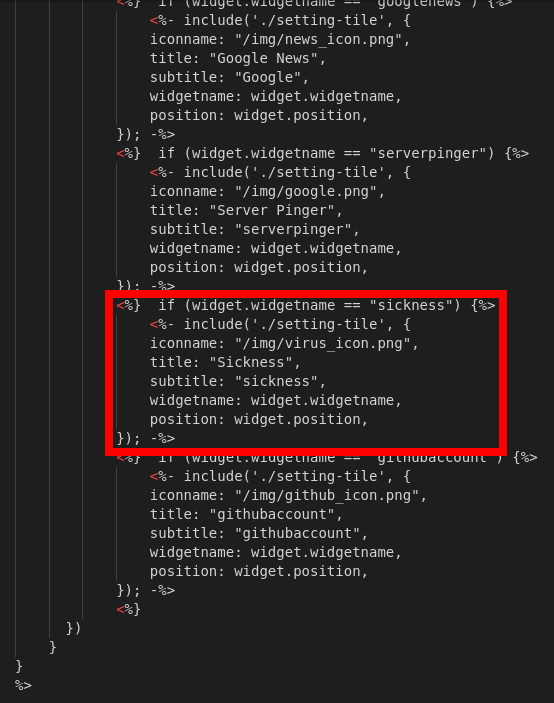 <%}  if (widget.widgetname == "googlenews") {%>
<%- include('./setting-tile', {
iconname: "/img/news_icon.png",
title: "Google News",
subtitle: "Google",
widgetname: widget.widgetname,
position: widget.position,
}); -%>
<%}  if (widget.widgetname == "serverpinger") {%>
<%- include('./setting-tile', {
iconname: "/img/google.png",
title: "Server Pinger",
subtitle: "serverpinger",
widgetname: widget.widgetname,
position: widget.position,
}); -%>
<%}  if (widget.widgetname == "sickness") {%>
<%- include('./setting-tile', {
iconname: "/img/virus_icon.png",
title: "Sickness",
subtitle: "sickness",
widgetname: widget.widgetname,
position: widget.position,
}); -%>
<%}  if (widget.widgetname == "githubaccount") {%>
<%- include('./setting-tile', {
iconname: "/img/github_icon.png",
title: "githubaccount",
subtitle: "githubaccount",
widgetname: widget.widgetname,
position: widget.position,
}); -%>
<%}
})
}
}
%>